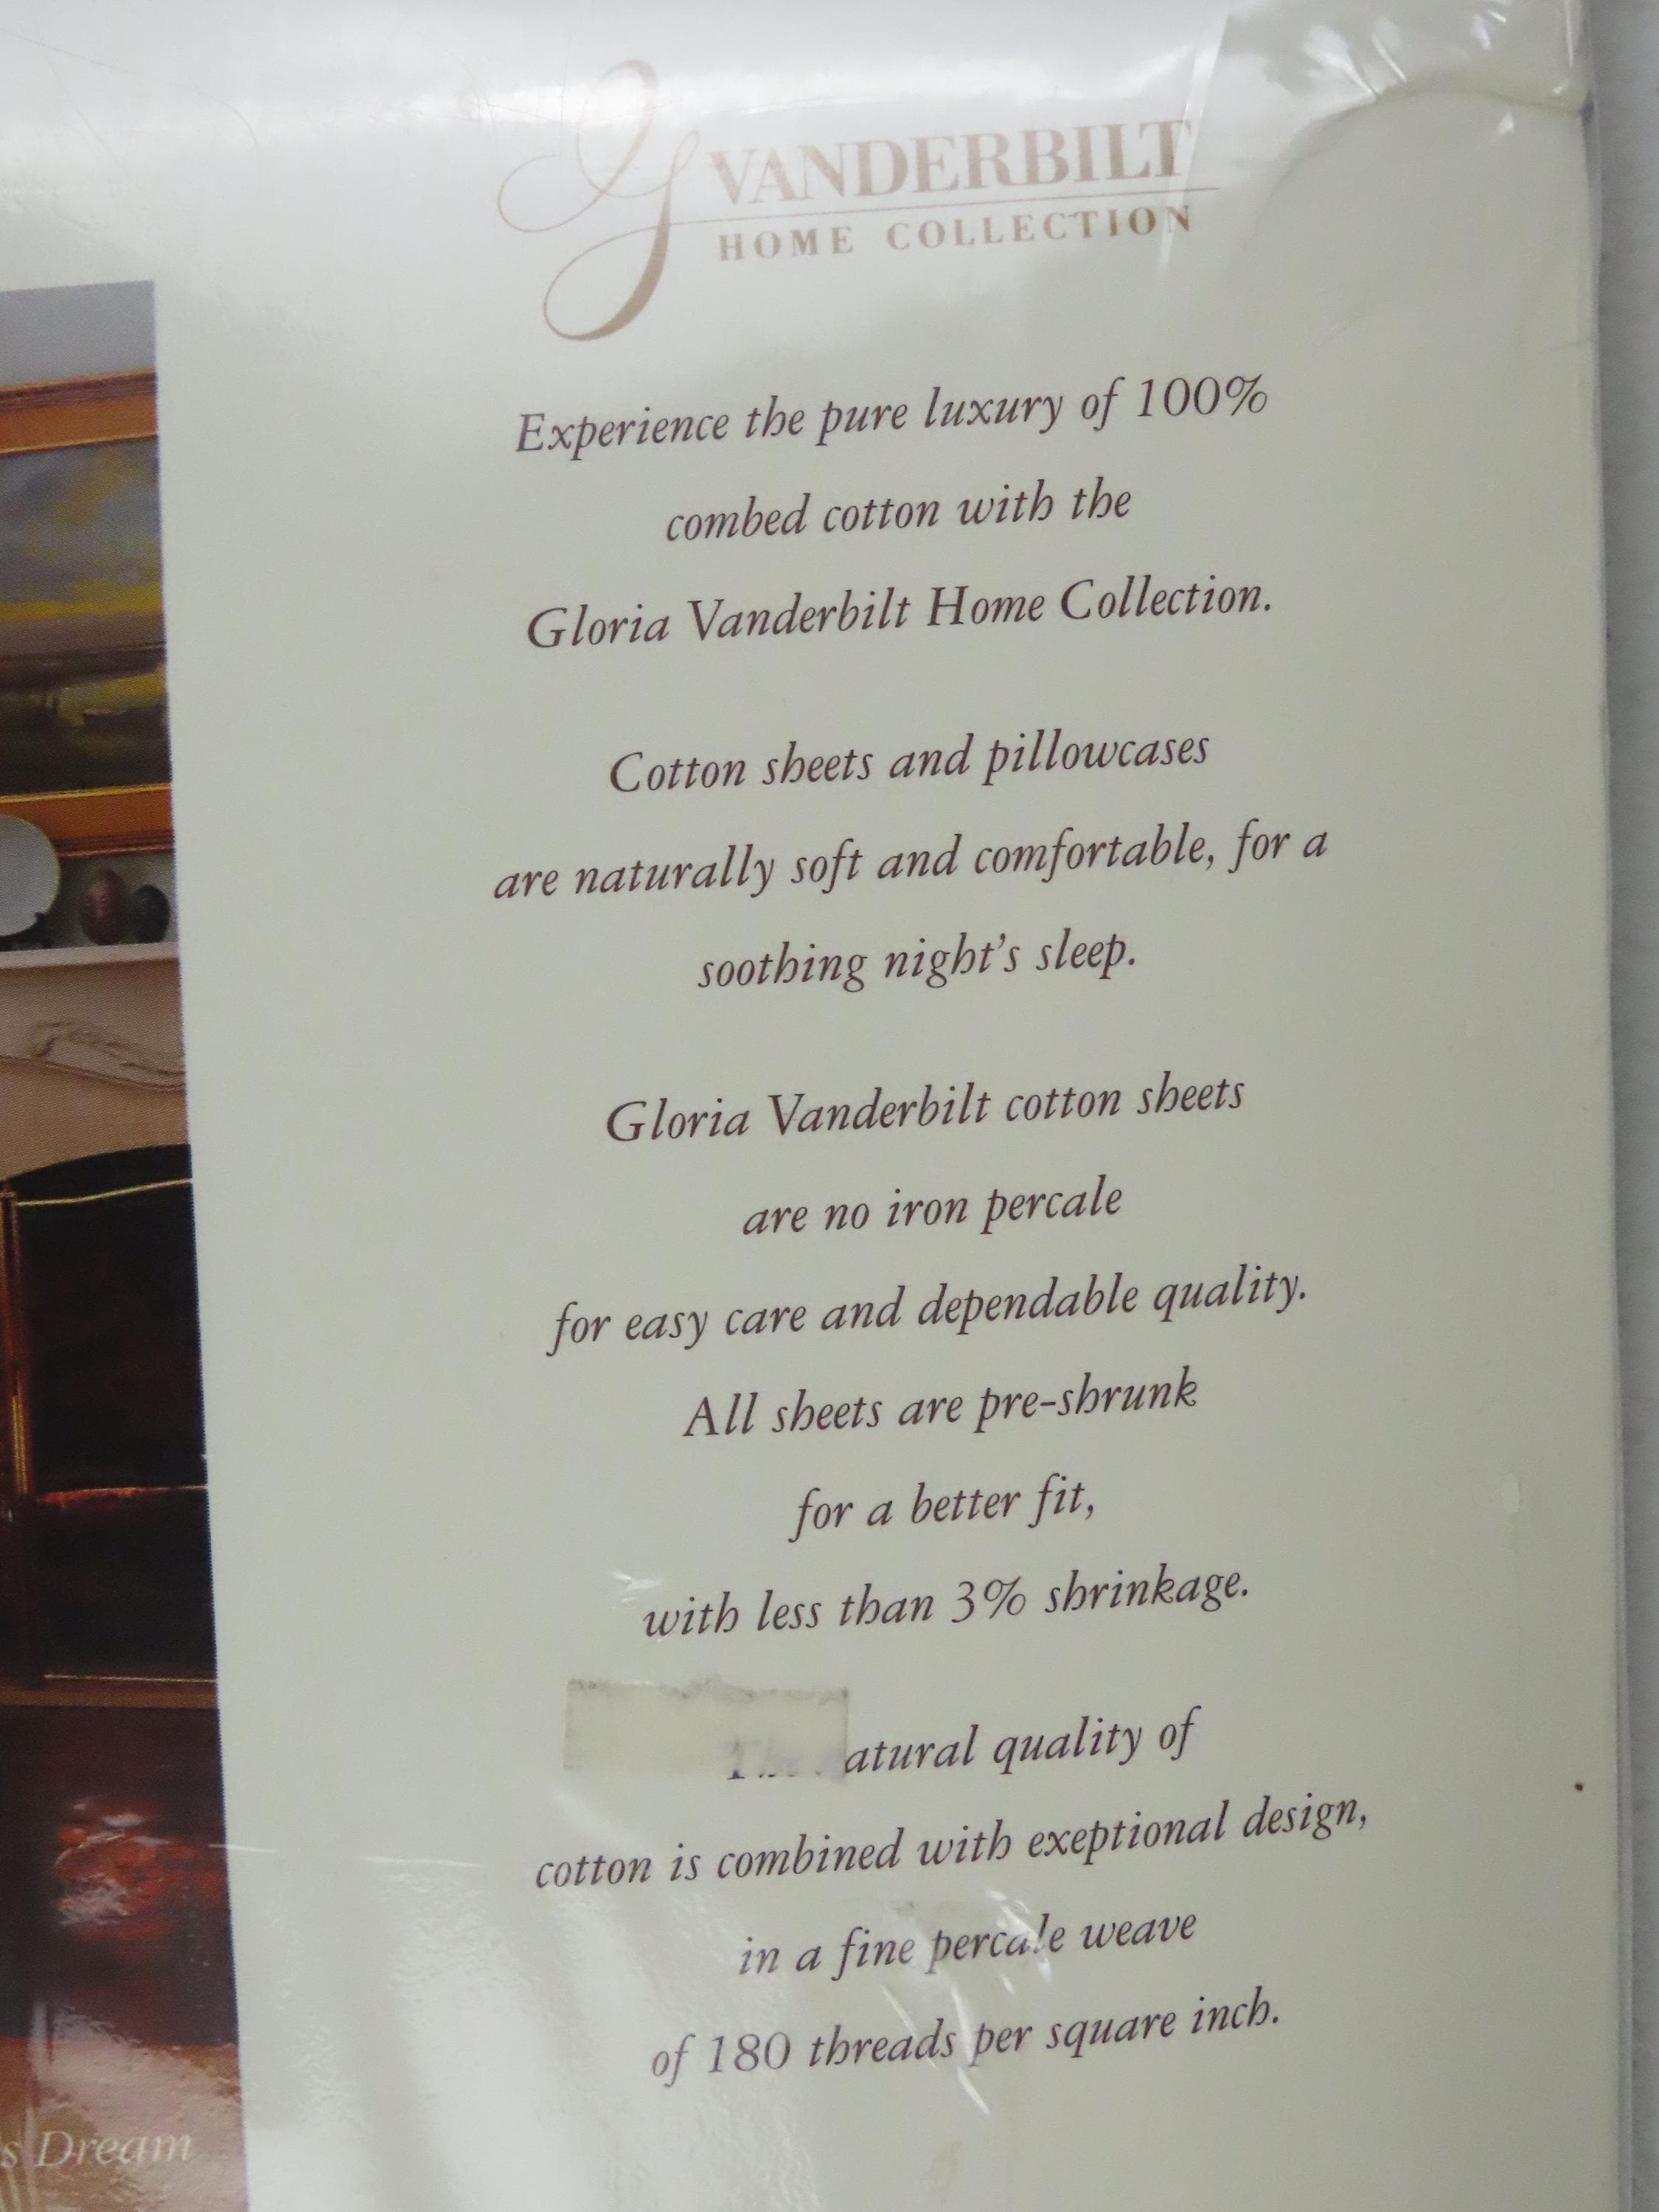 G VANDERBILT
HOME COLLECTION
Experience the pure luxury of 100%
combed cotton with the
Gloria Vanderbilt Home Collection.
Cotton sheets and pillowcases
are naturally soft and comfortable, for a
soothing night's sleep.
Gloria Vanderbilt cotton sheets
are no iron percale
for easy care and dependable quality.
All sheets are pre-shrunk
for a better fit,
with less than 3% shrinkage.
The atural quality of
cotton is combined with exeptional design,
in a fine percale weave
of 180 threads per square inch.
s Dream